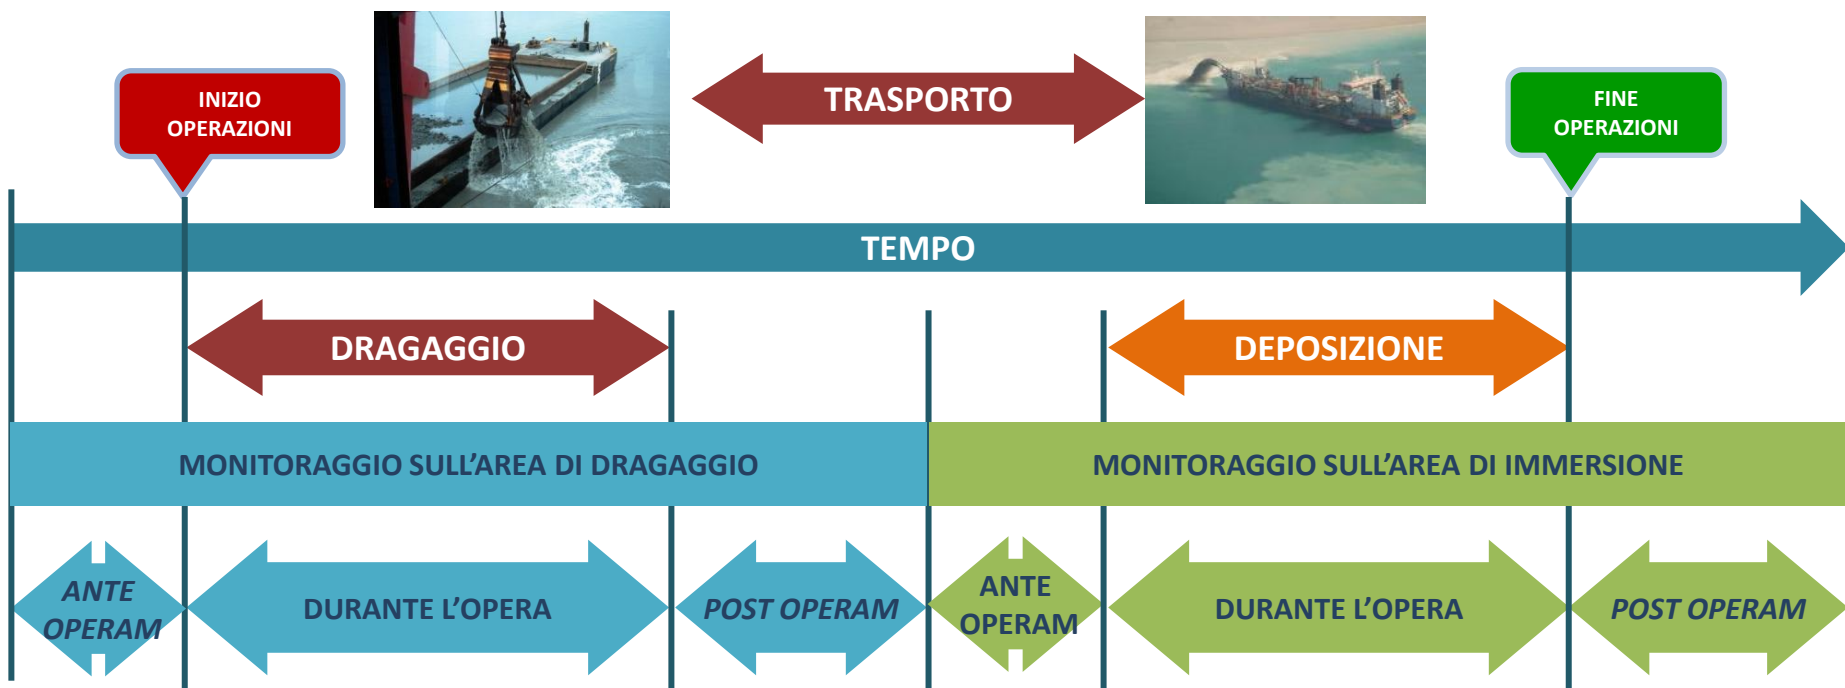 INIZIO
OPERAZIONI
TRASPORTO
FINE
OPERAZIONI
TEMPO
DRAGAGGIO
DEPOSIZIONE
MONITORAGGIO SULL'AREA DI DRAGAGGIO
MONITORAGGIO SULL'AREA DI IMMERSIONE
ANTE
OPERAM
DURANTE L'OPERA
POST OPERAM
ANTE
OPERAM
DURANTE L'OPERA
POST OPERAM